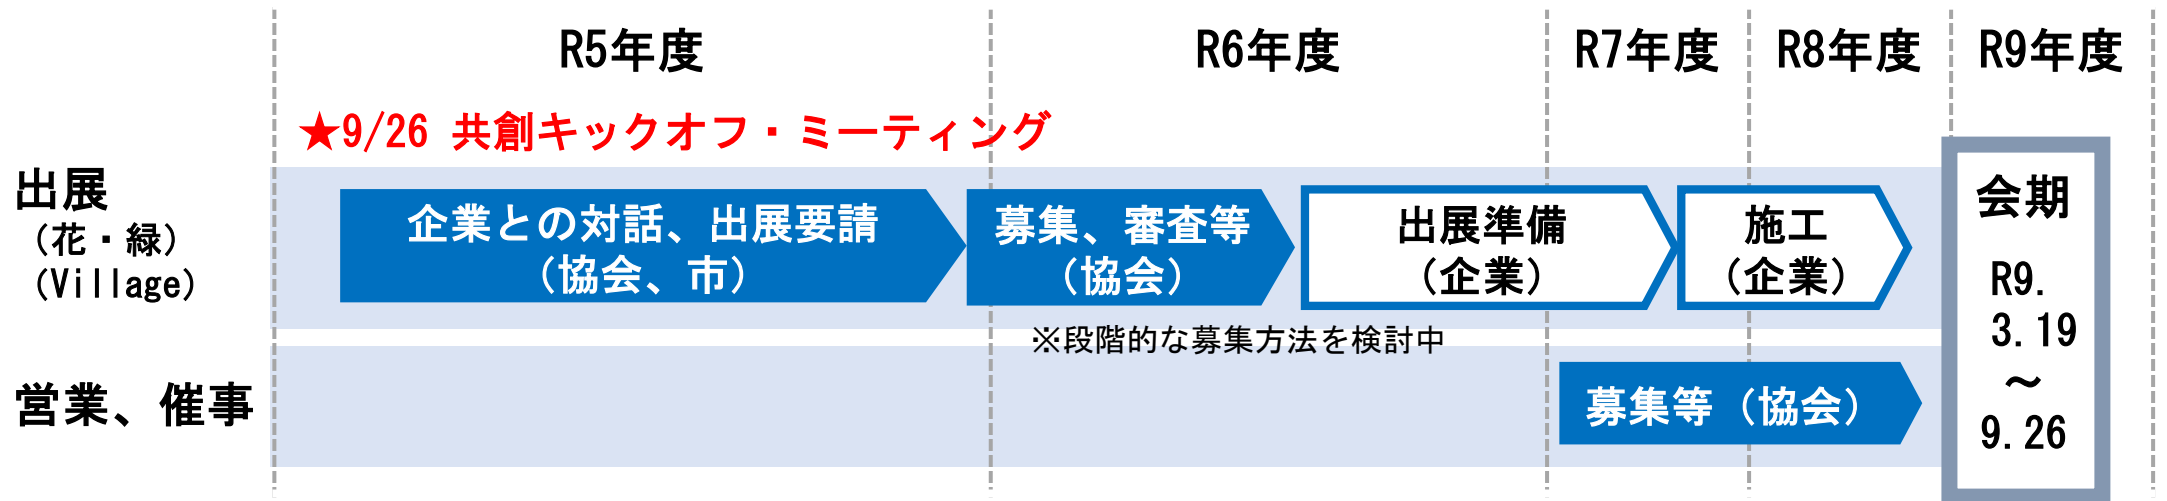 R5年度
R6年度
R7年度
R8年度
R9年度
★9/26 共創キックオフ・ミーティング
出展
（花・緑）
（Village）
企業との対話、出展要請
（協会、市）
募集、審査等
（協会）
出展準備
（企業）
施工
（企業）
※段階的な募集方法を検討中
営業、催事
募集等（協会）
会期
R9.
3.19
～
9.26